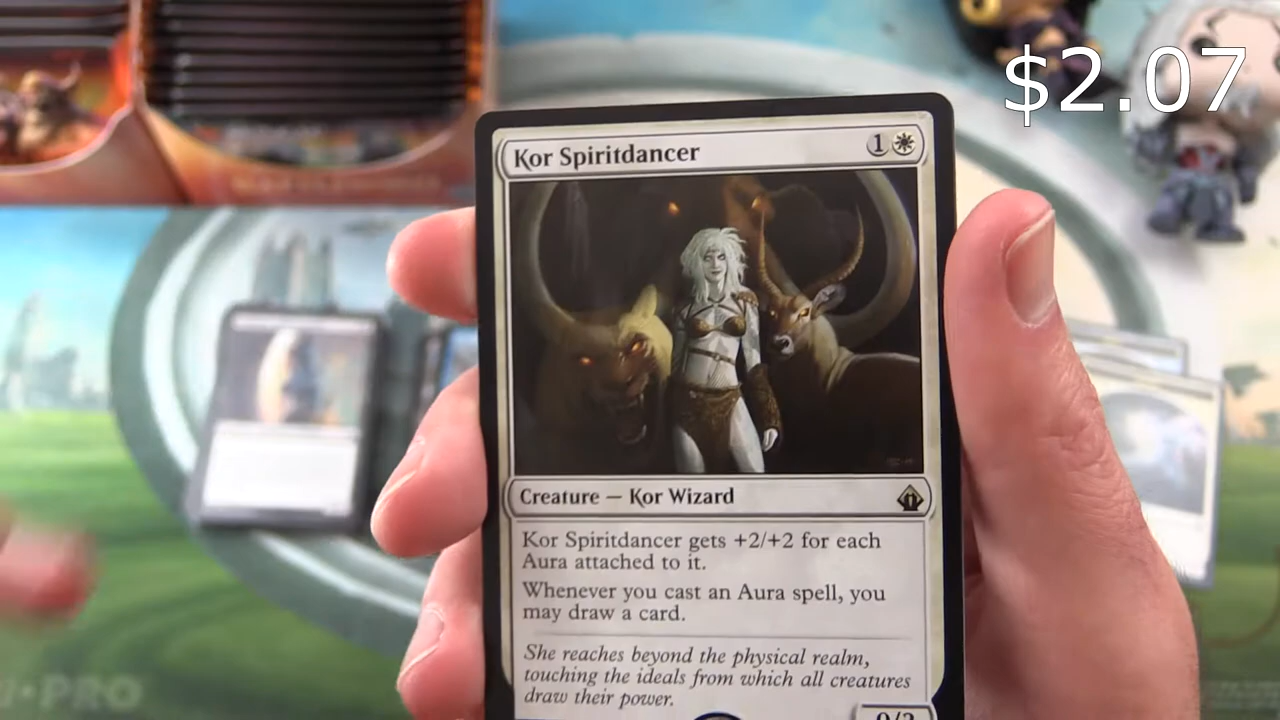 $2.07
Kor Spiritdancer
1
Creature — Kor Wizard
Kor Spiritdancer gets +2/+2 for each
Aura attached to it.
Whenever you cast an Aura spell, you
may draw a card.
She reaches beyond the physical realm,
touching the ideals from which all creatures
draw their power.
0/2
PRO